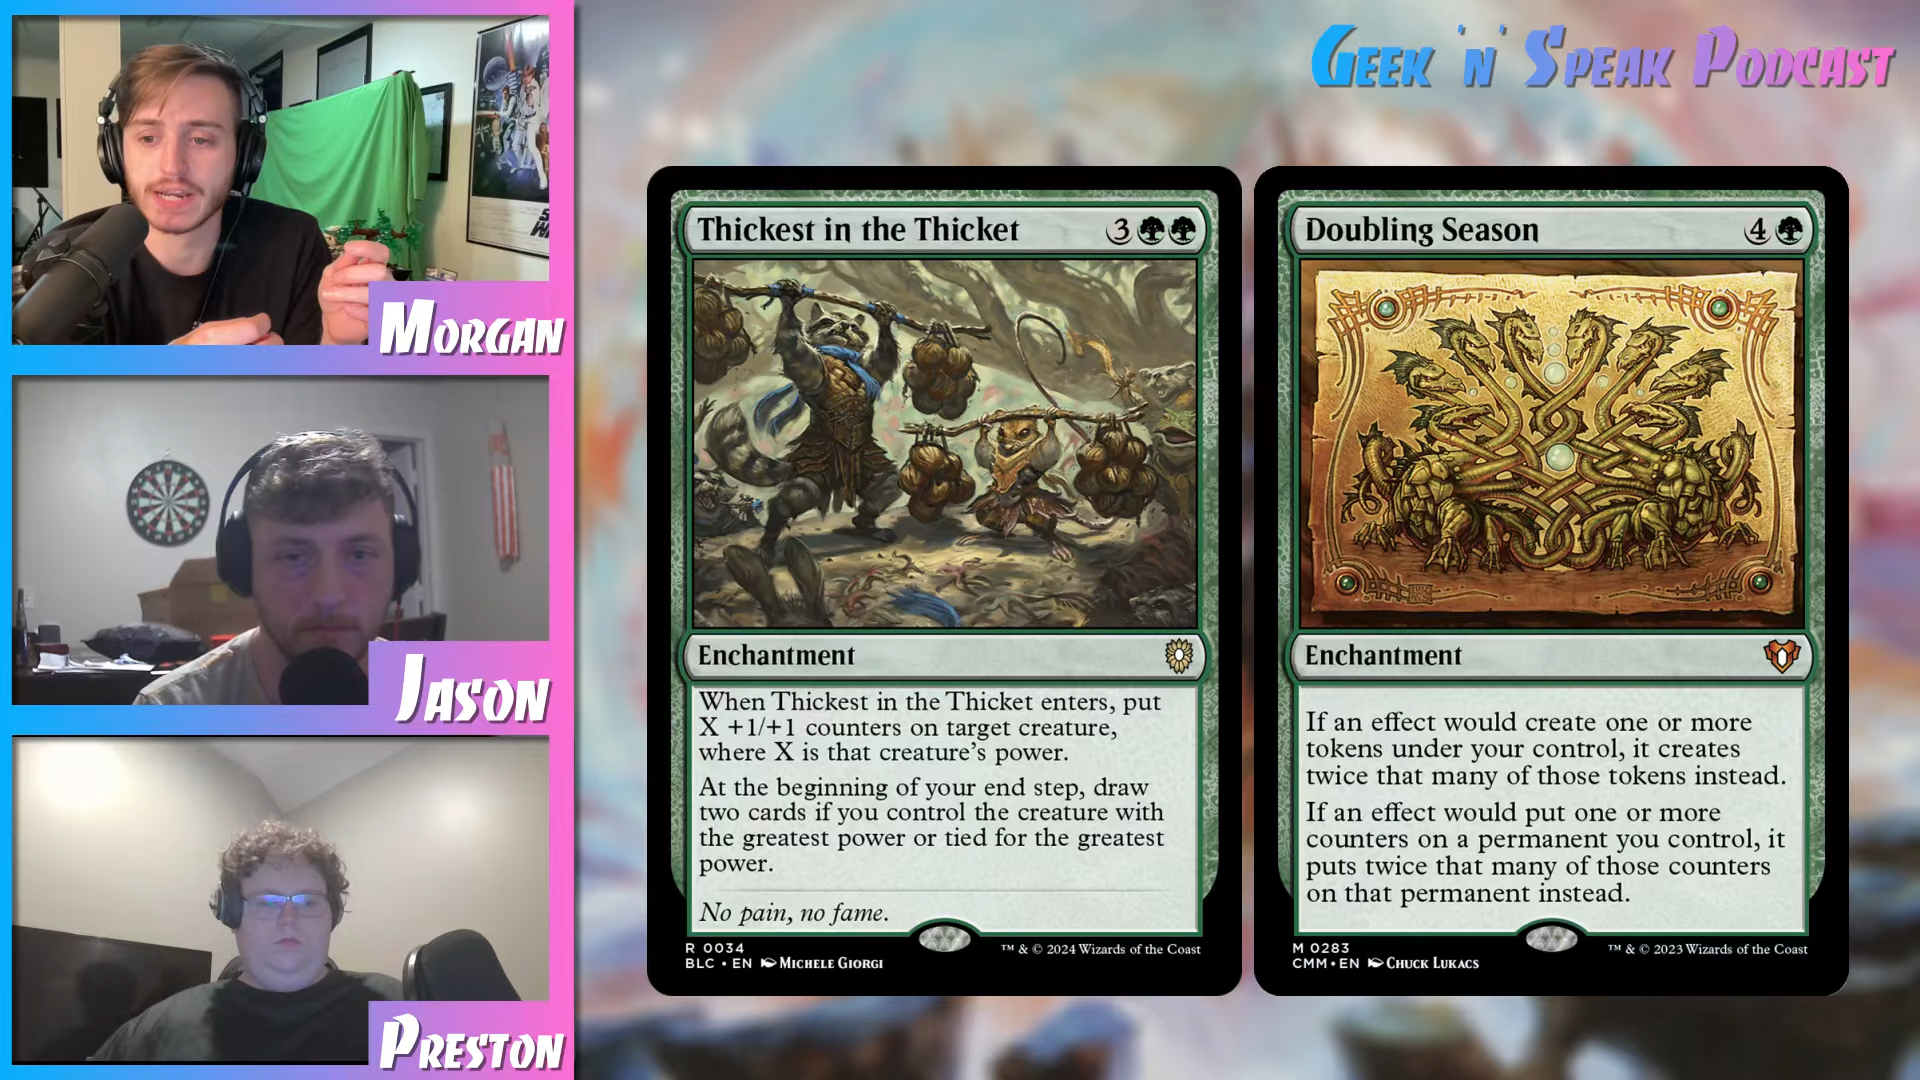 Geek 'n' Speak Podcast
Morgan
Jason
Preston
Thickest in the Thicket 3
Enchantment
When Thickest in the Thicket enters, put
X +1/+1 counters on target creature,
where X is that creature's power.
At the beginning of your end step, draw
two cards if you control the creature with
the greatest power or tied for the greatest
power.
No pain, no fame.
R 0034
BLC • EN Michele Giorgi
™ & © 2024 Wizards of the Coast
Doubling Season 4
Enchantment
If an effect would create one or more
tokens under your control, it creates
twice that many of those tokens instead.
If an effect would put one or more
counters on a permanent you control, it
puts twice that many of those counters
on that permanent instead.
M 0283
CMM • EN Chuck Lukacs
™ & © 2023 Wizards of the Coast